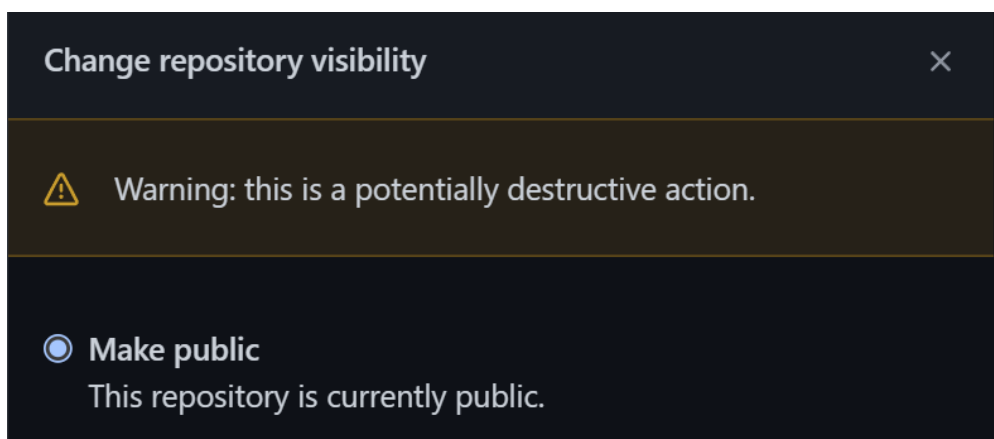 Change repository visibility
Warning: this is a potentially destructive action.
Make public
This repository is currently public.